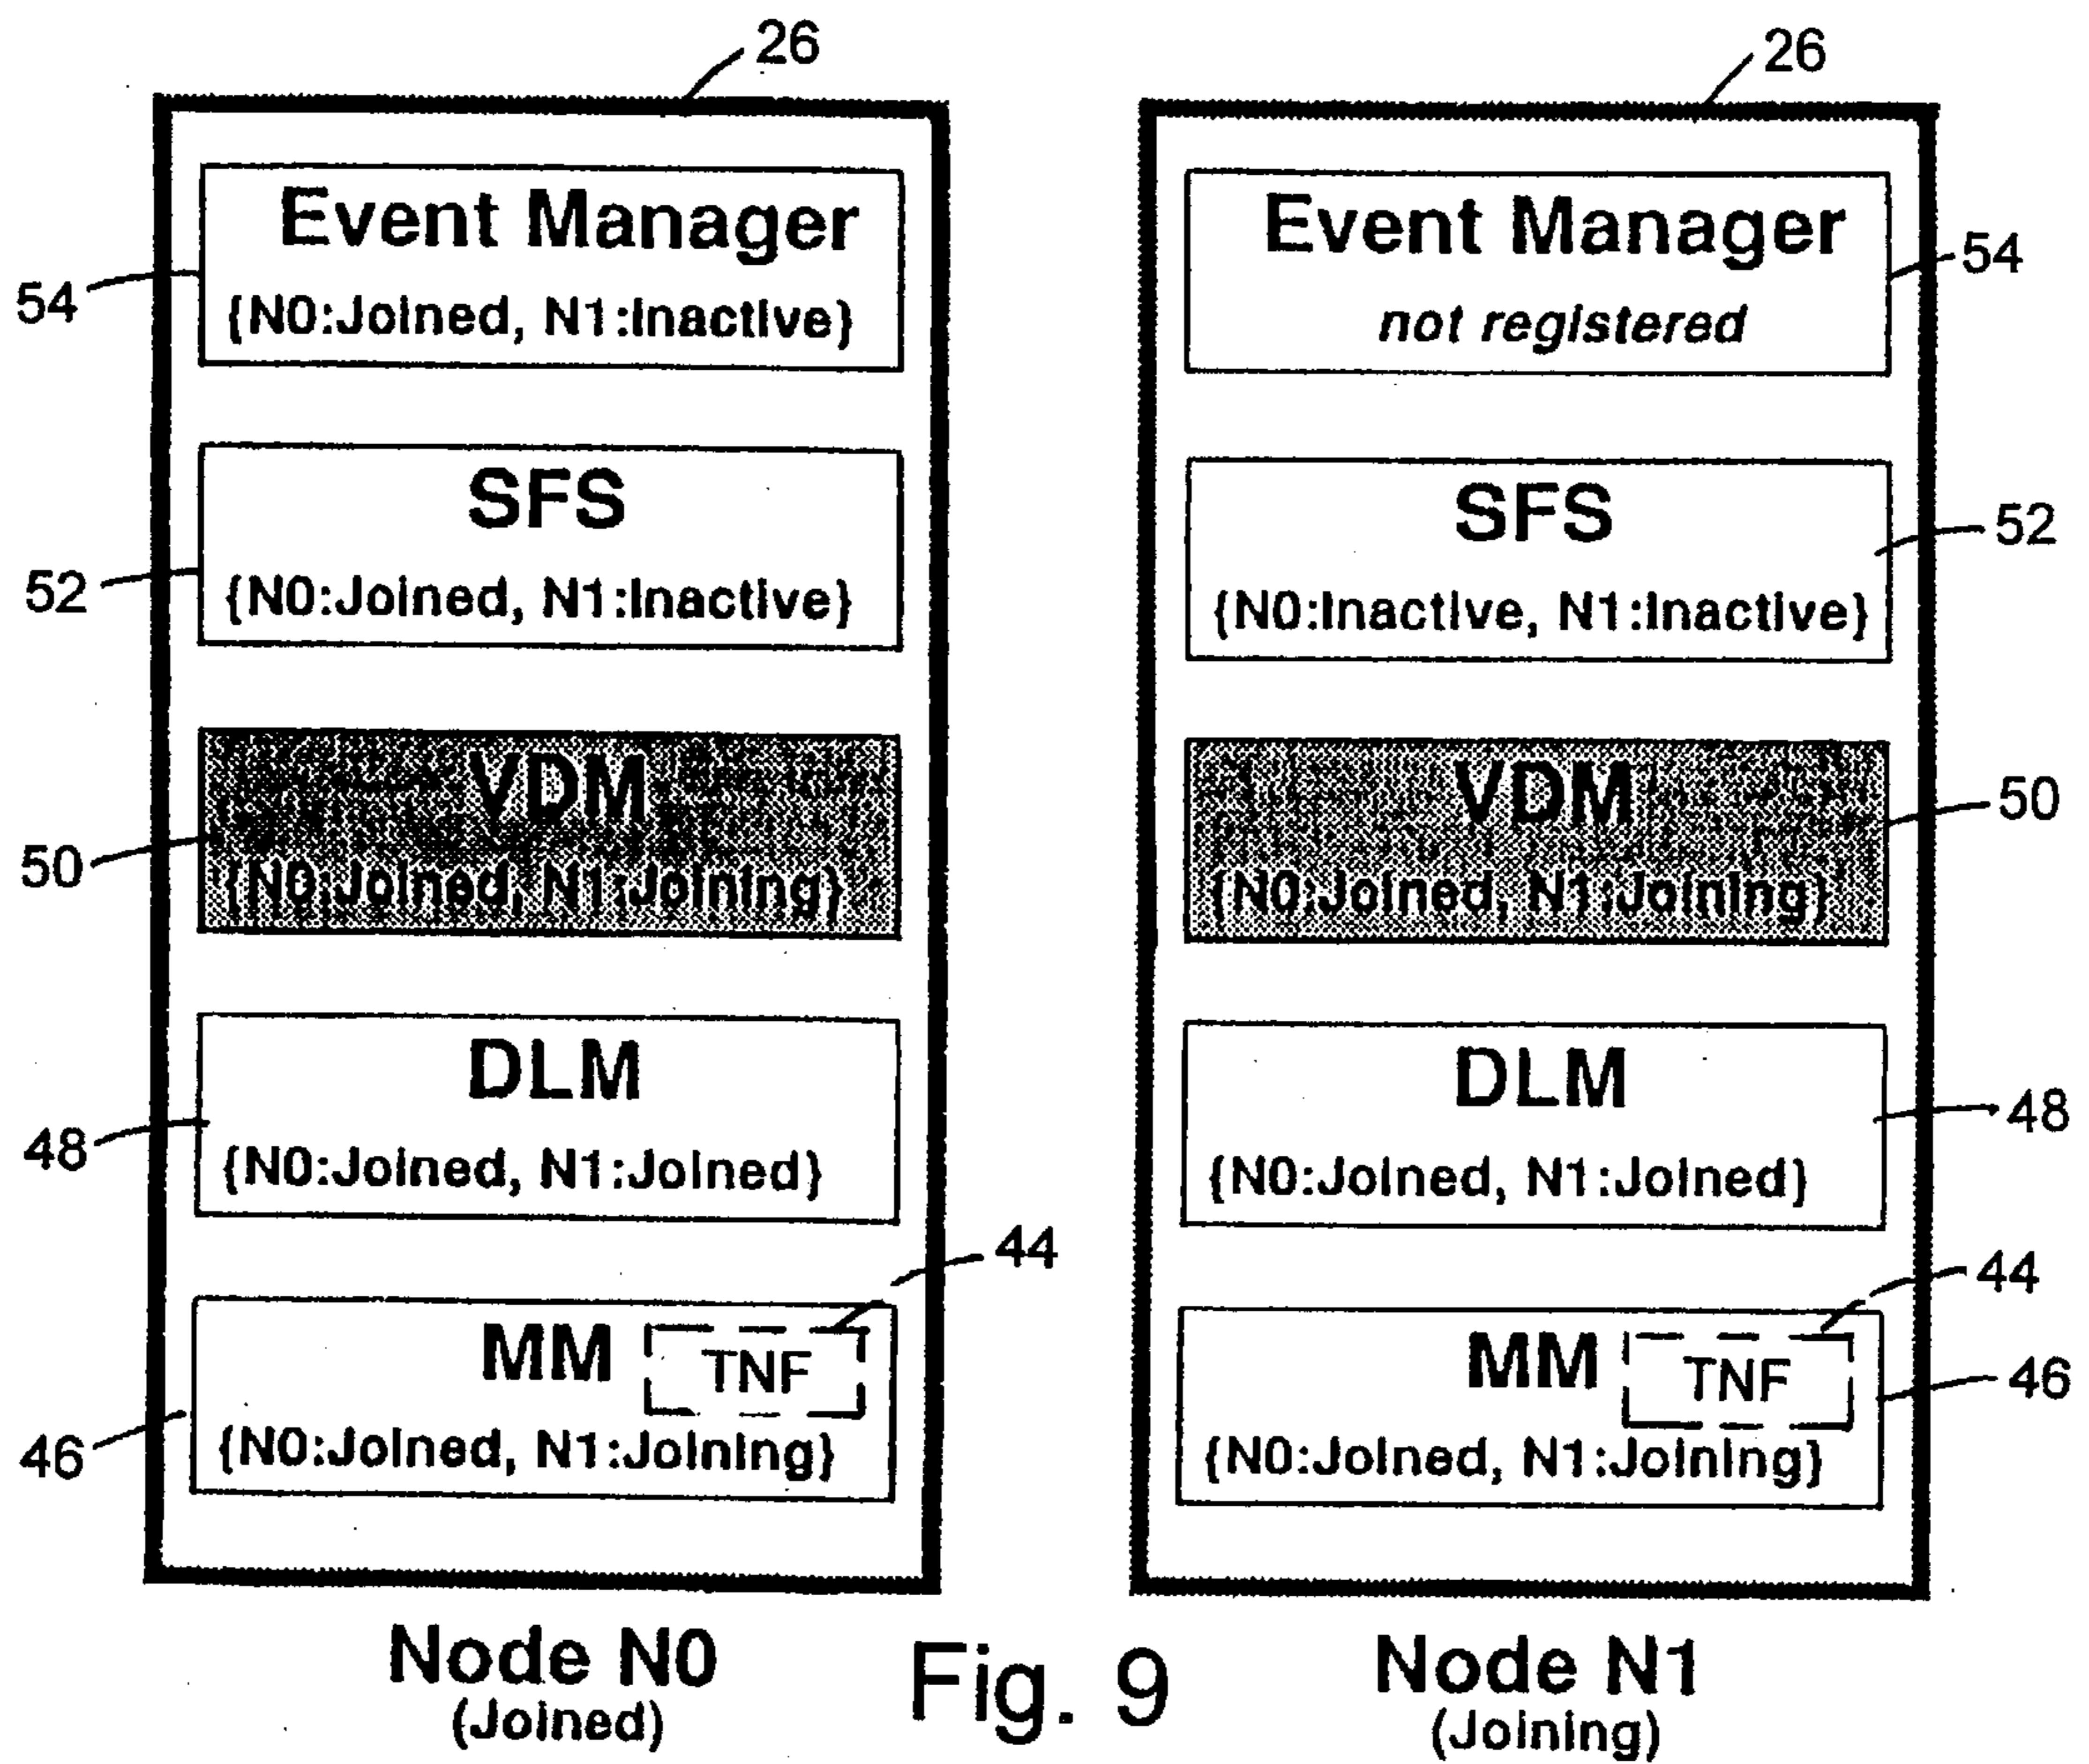 26
Event Manager
54
{N0:Joined, N1:Inactive}
SFS
52
{N0:Joined, N1:Inactive}
VDM
50
{N0:Joined, N1:Joining}
DLM
48
{N0:Joined, N1:Joined}
44
MM
TNF
46
{N0:Joined, N1:Joining}
Node N0
(Joined)
26
Event Manager
54
not registered
SFS
52
{N0:Inactive, N1:Inactive}
VDM
50
{N0:Joined, N1:Joining}
DLM
48
{N0:Joined, N1:Joined}
44
MM
TNF
46
{N0:Joined, N1:Joining}
Node N1
(Joining)
Fig. 9